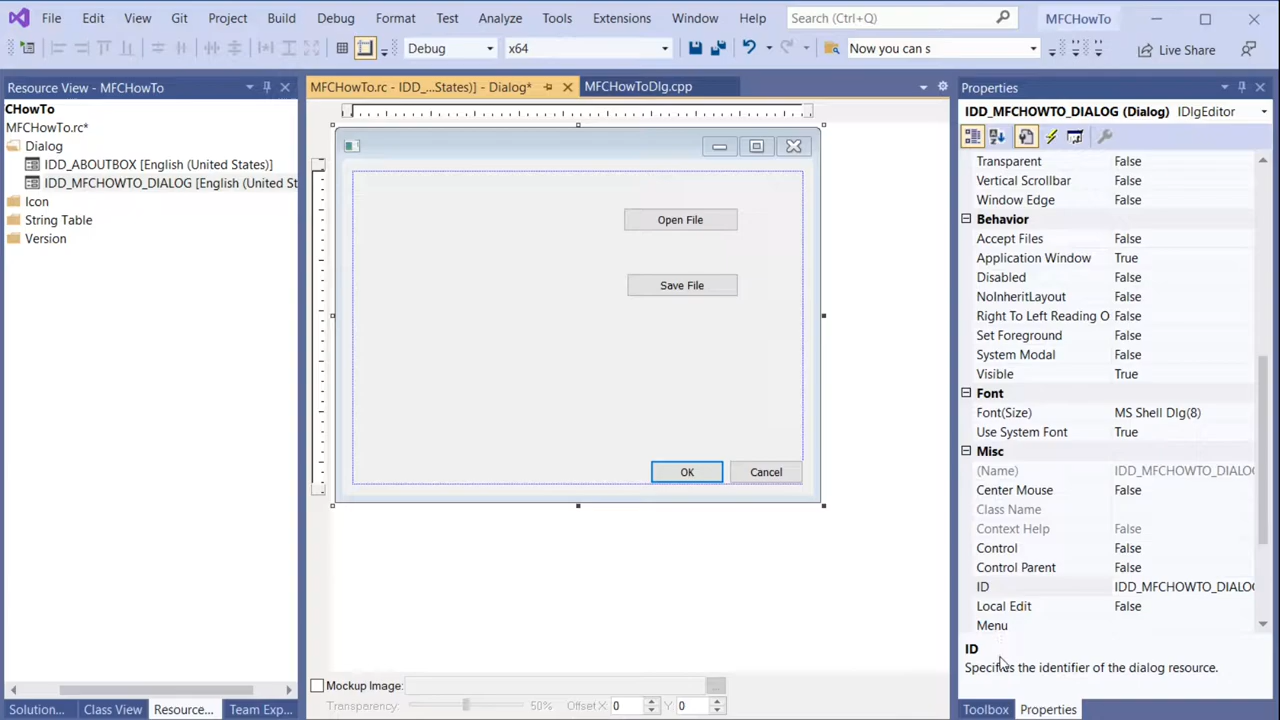 File Edit View Git Project Build Debug Format Test Analyze Tools Extensions Window Help Search (Ctrl+Q) MFCHowTo
Debug x64 Now you can s Live Share
Resource View - MFCHowTo
MFCHowTo.rc - IDD_...States)] - Dialog* MFCHowToDlg.cpp
Properties
CHowTo
MFCHowTo.rc*
Dialog
IDD_ABOUTBOX [English (United States)]
IDD_MFCHOWTO_DIALOG [English (United St
Icon
String Table
Version
Open File
Save File
OK Cancel
IDD_MFCHOWTO_DIALOG (Dialog) IDlgEditor
Transparent False
Vertical Scrollbar False
Window Edge False
Behavior
Accept Files False
Application Window True
Disabled False
NoInheritLayout False
Right To Left Reading O False
Set Foreground False
System Modal False
Visible True
Font
Font(Size) MS Shell Dlg(8)
Use System Font True
Misc
(Name) IDD_MFCHOWTO_DIALOG
Center Mouse False
Class Name
Context Help False
Control False
Control Parent False
ID IDD_MFCHOWTO_DIALOG
Local Edit False
Menu
ID
Specifies the identifier of the dialog resource.
Mockup Image: ...
Transparency: 50% Offset X: 0 Y: 0
Solution... Class View Resource... Team Exp...
Toolbox Properties